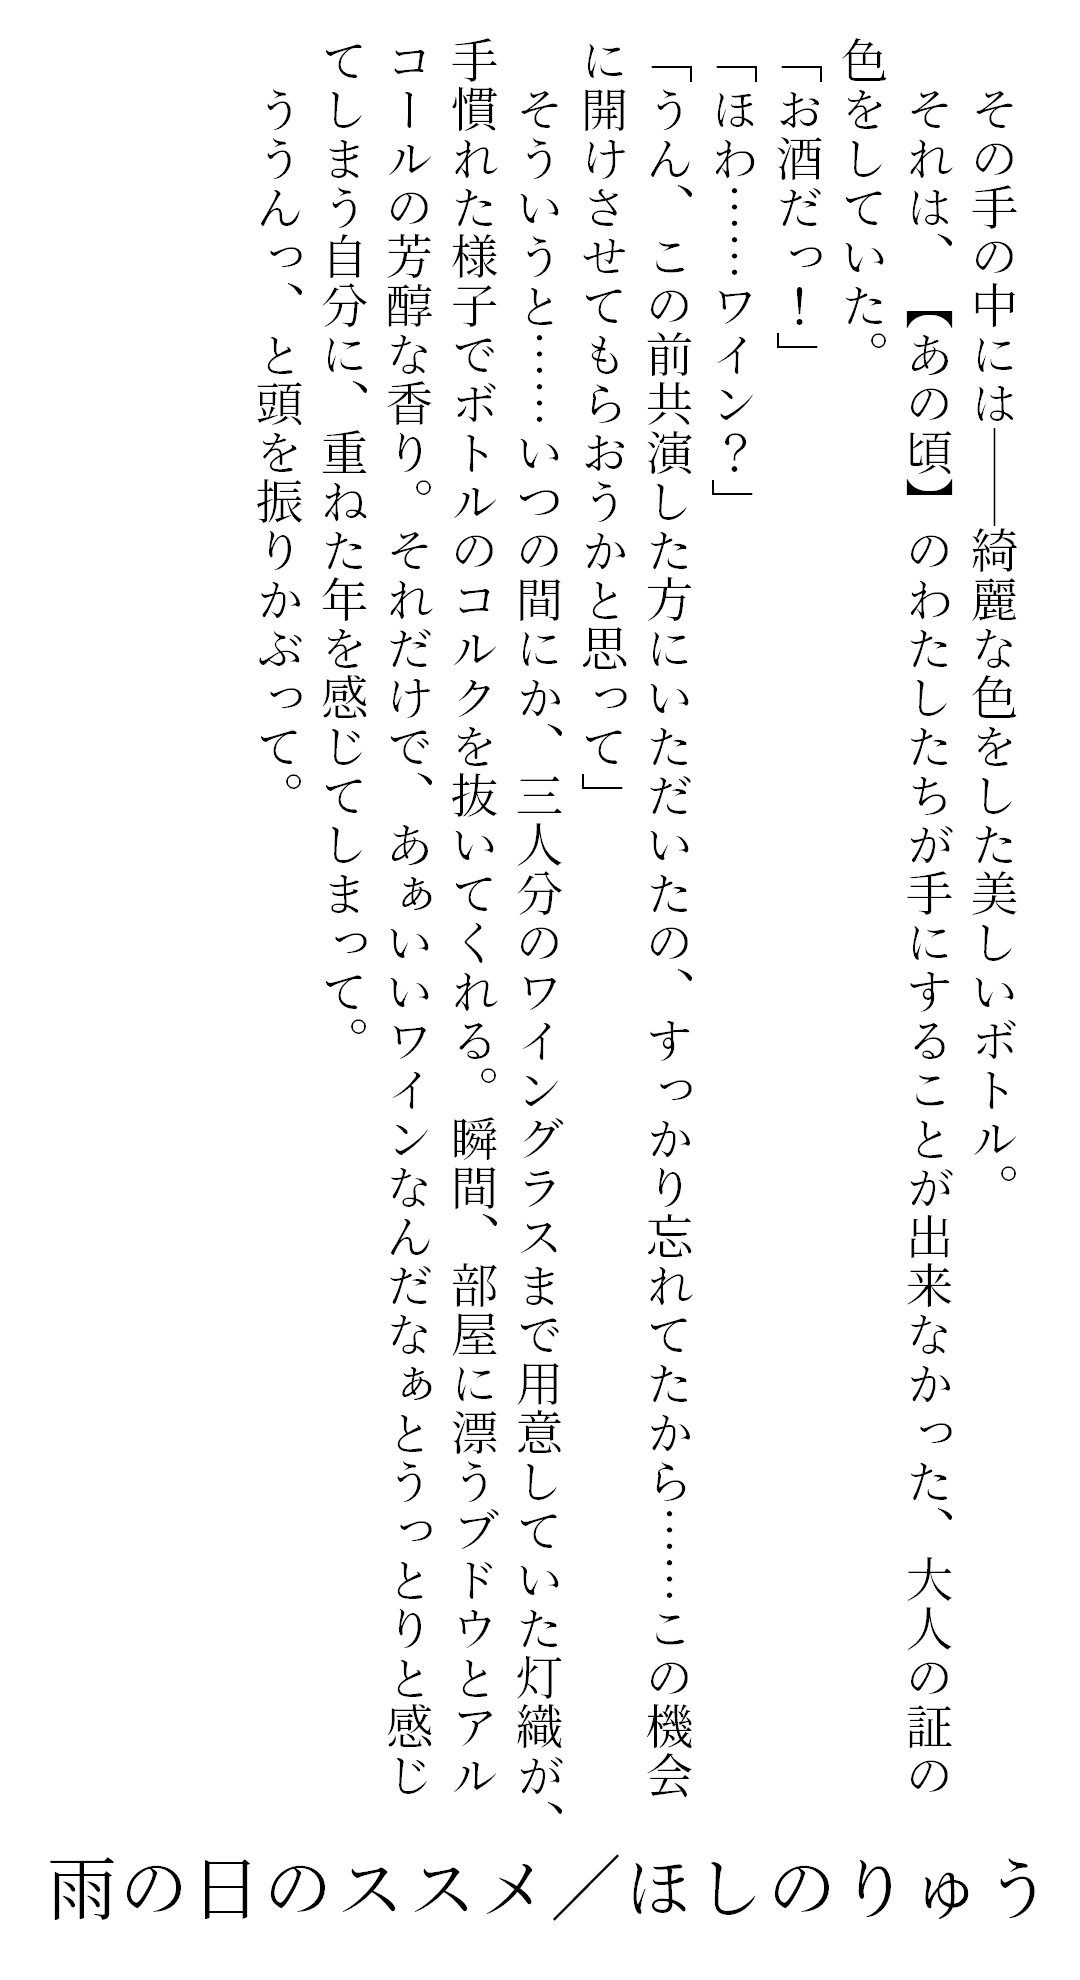 その手の中には――綺麗な色をした美しいボトル。
　それは、【あの頃】のわたしたちが手にすることが出来なかった、大人の証の
色をしていた。
「お酒だっ！」
「ほわ……ワイン？」
「うん、この前共演した方にいただいたの、すっかり忘れてたから……この機会
に開けさせてもらおうかと思って」
　そういうと……いつの間にか、三人分のワイングラスまで用意していた灯織が、
手慣れた様子でボトルのコルクを抜いてくれる。瞬間、部屋に漂うブドウとアル
コールの芳醇な香り。それだけで、あぁいいワインなんだなぁとうっとりと感じ
てしまう自分に、重ねた年を感じてしまって。
　ううんっ、と頭を振りかぶって。
雨の日のススメ／ほしのりゅう